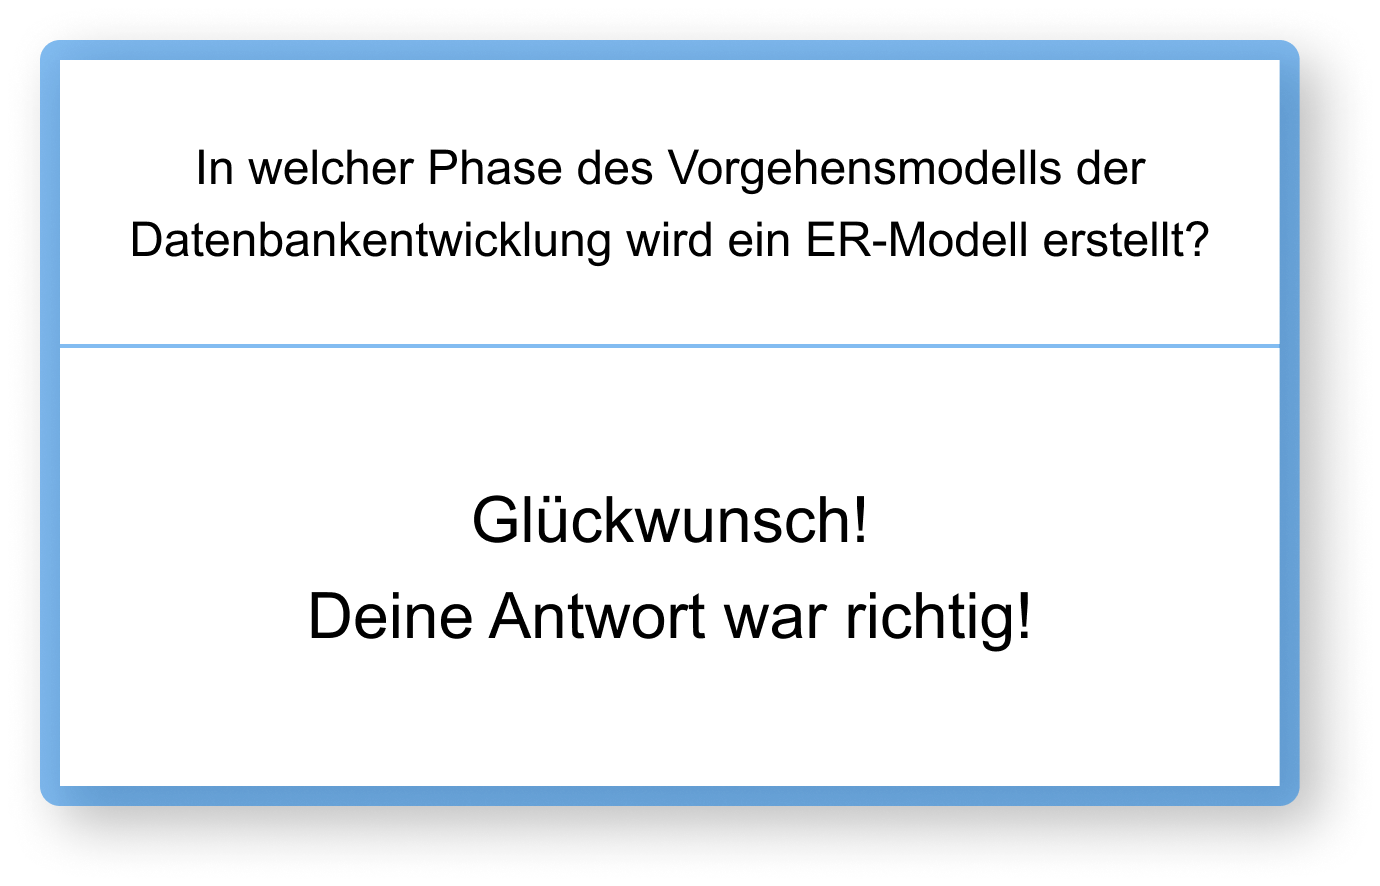 In welcher Phase des Vorgehensmodells der
Datenbankentwicklung wird ein ER-Modell erstellt?
Glückwunsch!
Deine Antwort war richtig!